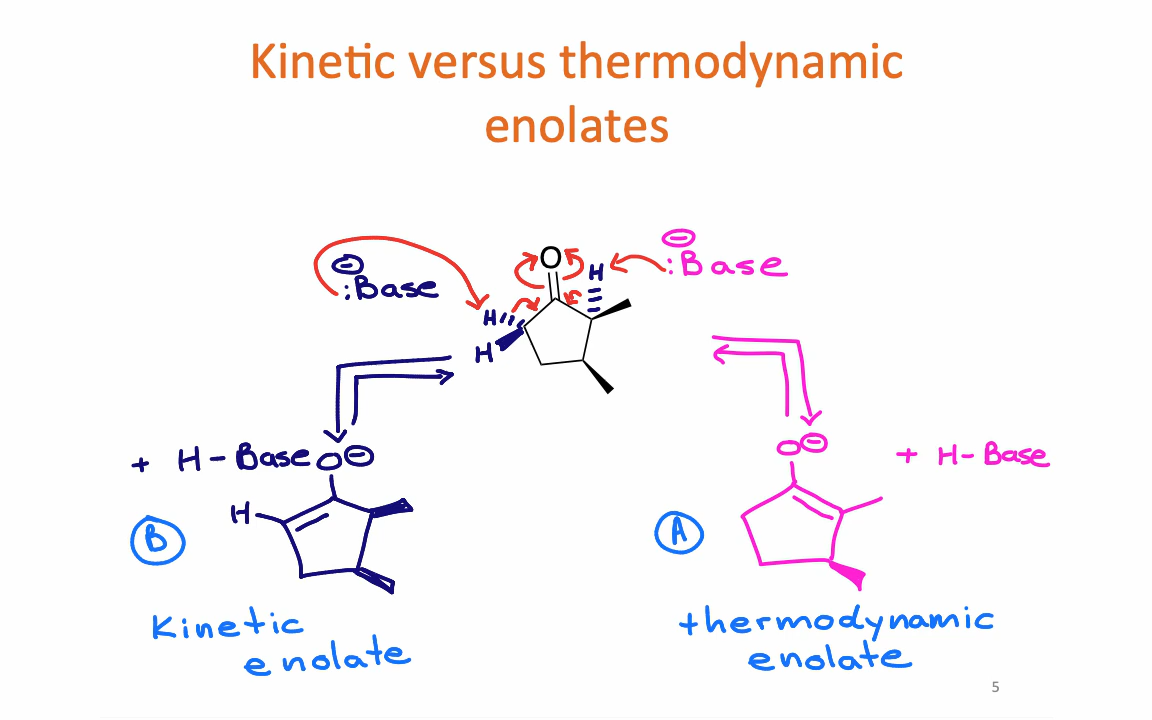 Kinetic versus thermodynamic
enolates
O
H
:Base
:Base
H
H
+ H-Base O
O
+ H-Base
H
B
A
Kinetic
enolate
thermodynamic
enolate
5